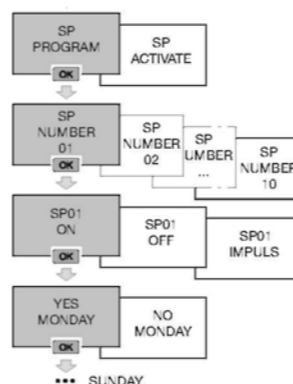 SP
PROGRAM
OK
SP
ACTIVATE
SP
NUMBER
01
OK
SP
NUMBER
02
SP
UMBER
...
SP
NUMBER
10
SP01
ON
OK
SP01
OFF
SP01
IMPULS
YES
MONDAY
OK
NO
MONDAY
••• SUNDAY